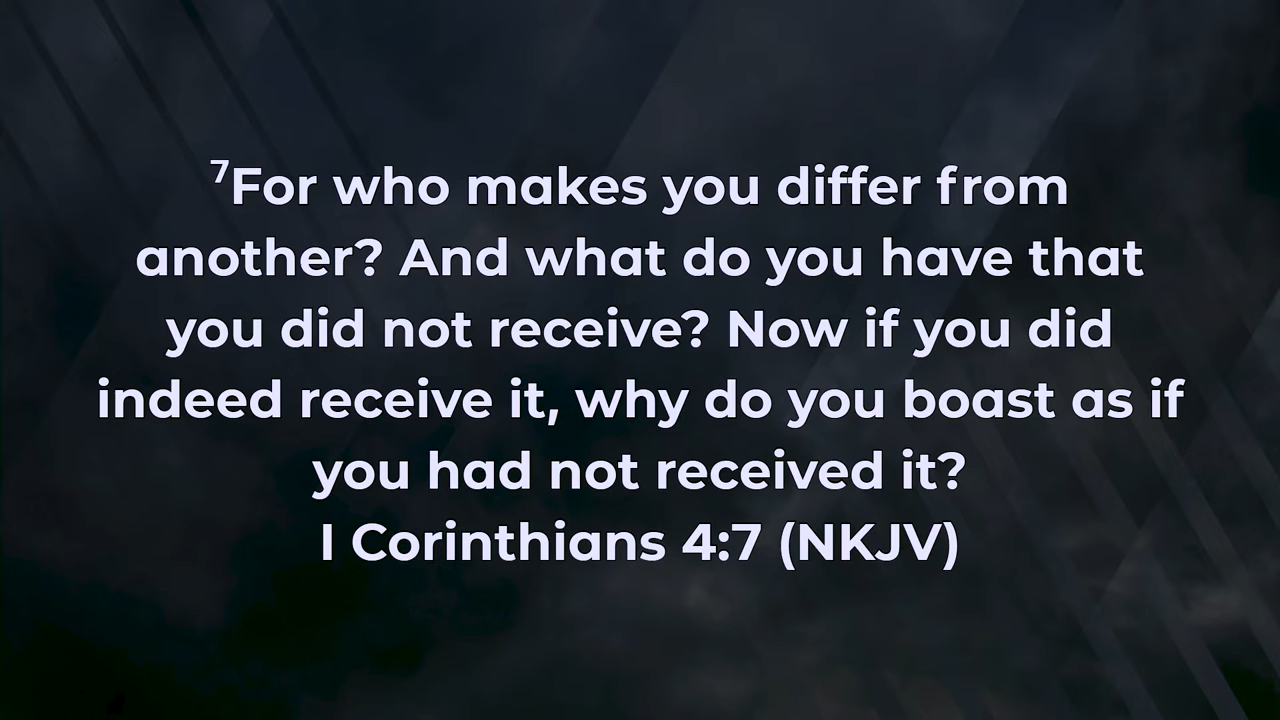 ⁷For who makes you differ from
another? And what do you have that
you did not receive? Now if you did
indeed receive it, why do you boast as if
you had not received it?
I Corinthians 4:7 (NKJV)